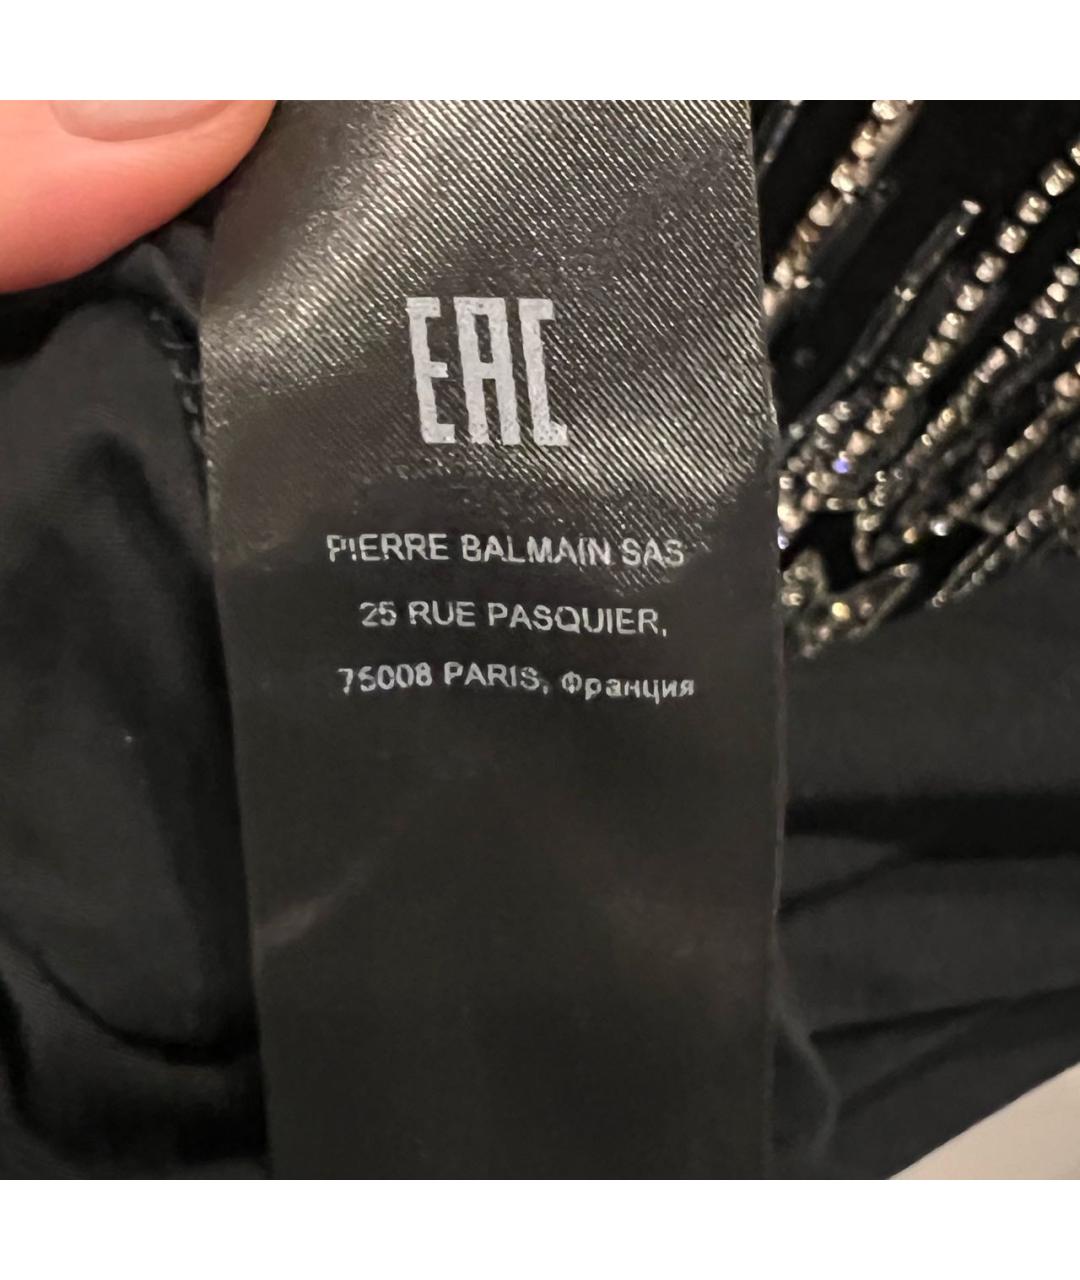 EAC
PIERRE BALMAIN SAS
25 RUE PASQUIER,
75008 PARIS, Франция